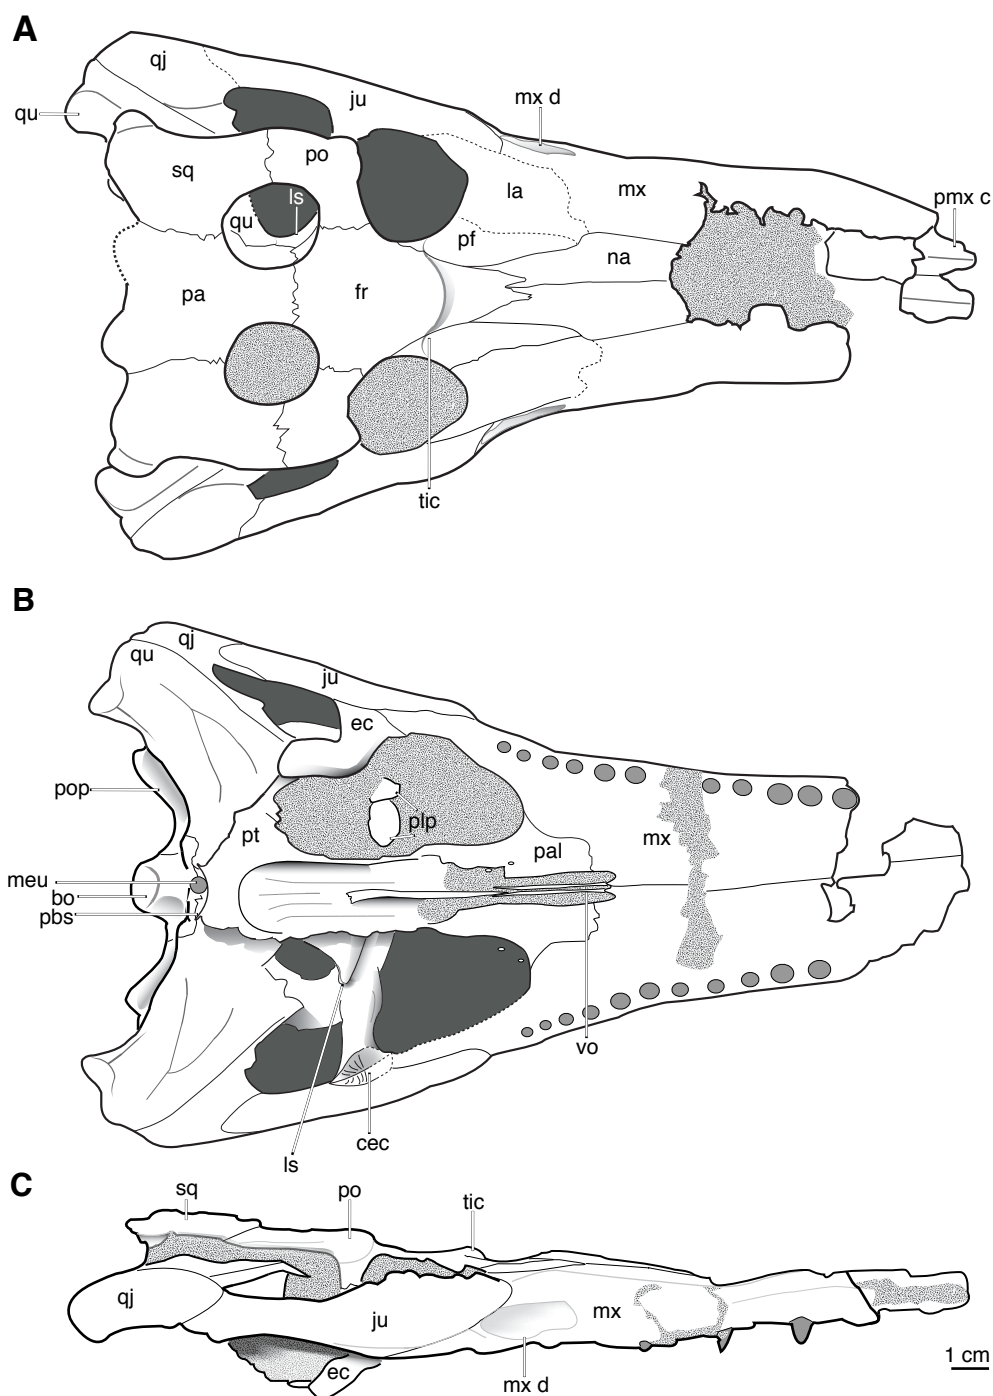 A
qj
ju
mx d
qu
sq
po
ls
qu
la
mx
pmx c
pf
na
pa
fr
tic
B
qj
qu
ju
ec
pop
plp
pt
pal
mx
meu
bo
pbs
vo
cec
ls
C
sq
po
tic
qj
ju
mx
ec
mx d
1 cm